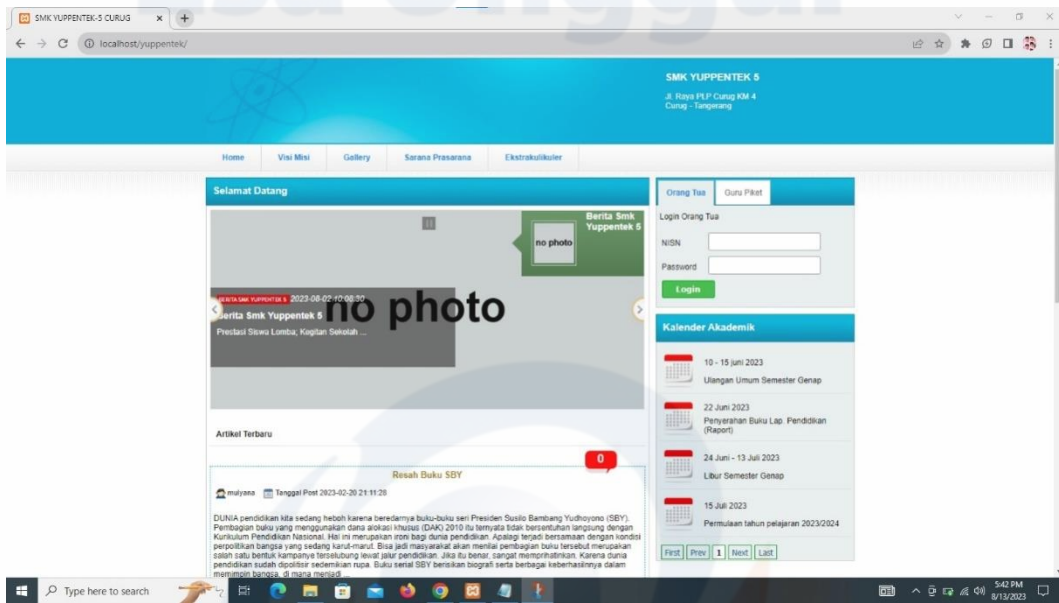 SMK YUPPENTEK-5 CURUG
localhost/yuppentek/
SMK YUPPENTEK 5
Jl. Raya PLP Curug KM 4
Curug - Tangerang
Home Visi Misi Gallery Sarana Prasarana Ekstrakulikuler
Selamat Datang
no photo
Berita Smk
Yuppentek 5
BERITA SMK YUPPENTEK 5 2023-08-02 10:08:30
Berita Smk Yuppentek 5
Prestasi Siswa Lomba; Kegitan Sekolah ...
no photo
Artikel Terbaru
0
Resah Buku SBY
mulyana Tanggal Post 2023-02-20 21:11:28
DUNIA pendidikan kita sedang heboh karena beredarnya buku-buku seri Presiden Susilo Bambang Yudhoyono (SBY).
Pembagian buku yang menggunakan dana alokasi khusus (DAK) 2010 itu ternyata tidak bersentuhan langsung dengan
Kurikulum Pendidikan Nasional. Hal ini merupakan ironi bagi dunia pendidikan. Apalagi terjadi bersamaan dengan kondisi
perpolitikan bangsa yang sedang karut-marut. Bisa jadi masyarakat akan menilai pembagian buku tersebut merupakan
salah satu bentuk kampanye terselubung lewat jalur pendidikan. Jika itu benar, sangat memprihatinkan. Karena dunia
pendidikan sudah dipolitisir sedemikian rupa. Buku serial SBY berisikan biografi serta berbagai keberhasilnya dalam
memimpin bangsa, di mana menjadi ...
Orang Tua Guru Piket
Login Orang Tua
NISN
Password
Login
Kalender Akademik
10 - 15 juni 2023
Ulangan Umum Semester Genap
22 Juni 2023
Penyerahan Buku Lap. Pendidikan
(Raport)
24 Juni - 13 Juli 2023
Libur Semester Genap
15 Juli 2023
Permulaan tahun pelajaran 2023/2024
First Prev 1 Next Last
Type here to search
5:42 PM
8/13/2023